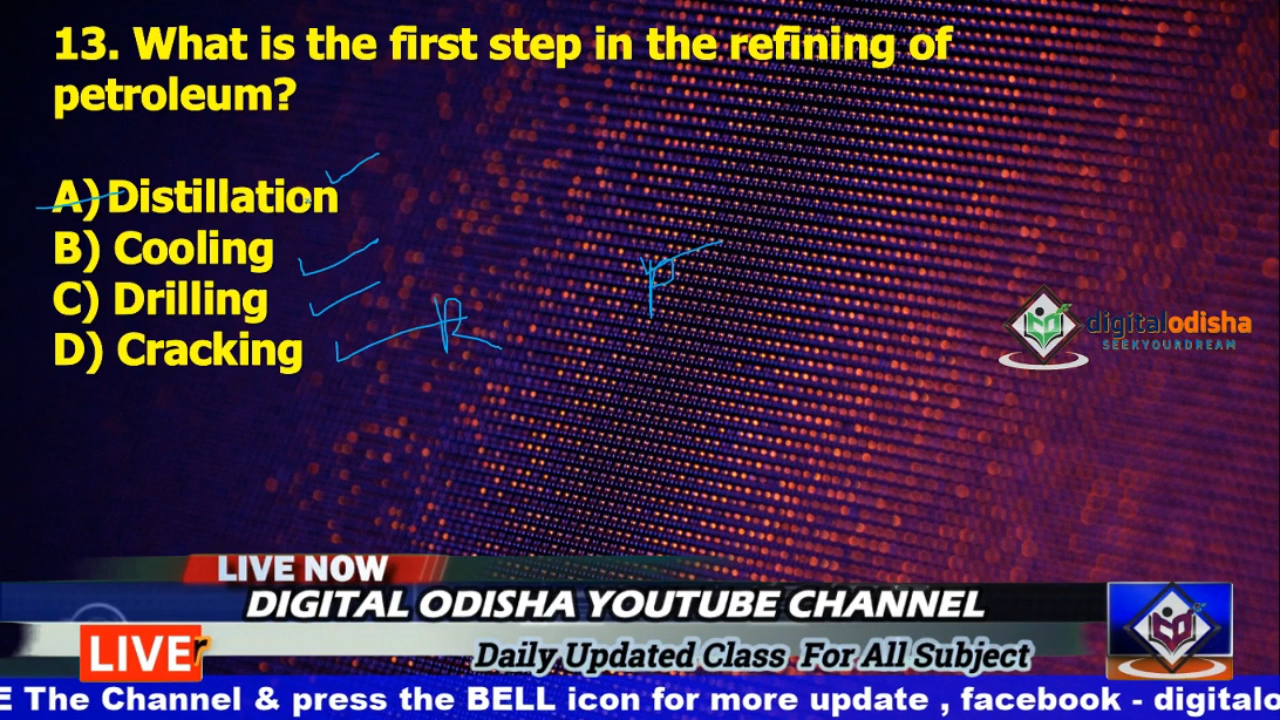 13. What is the first step in the refining of
petroleum?
A) Distillation
B) Cooling
C) Drilling
D) Cracking
R
digitalodisha
SEEKYOURDREAM
LIVE NOW
DIGITAL ODISHA YOUTUBE CHANNEL
LIVE r
Daily Updated Class For All Subject
E The Channel & press the BELL icon for more update , facebook - digitalo